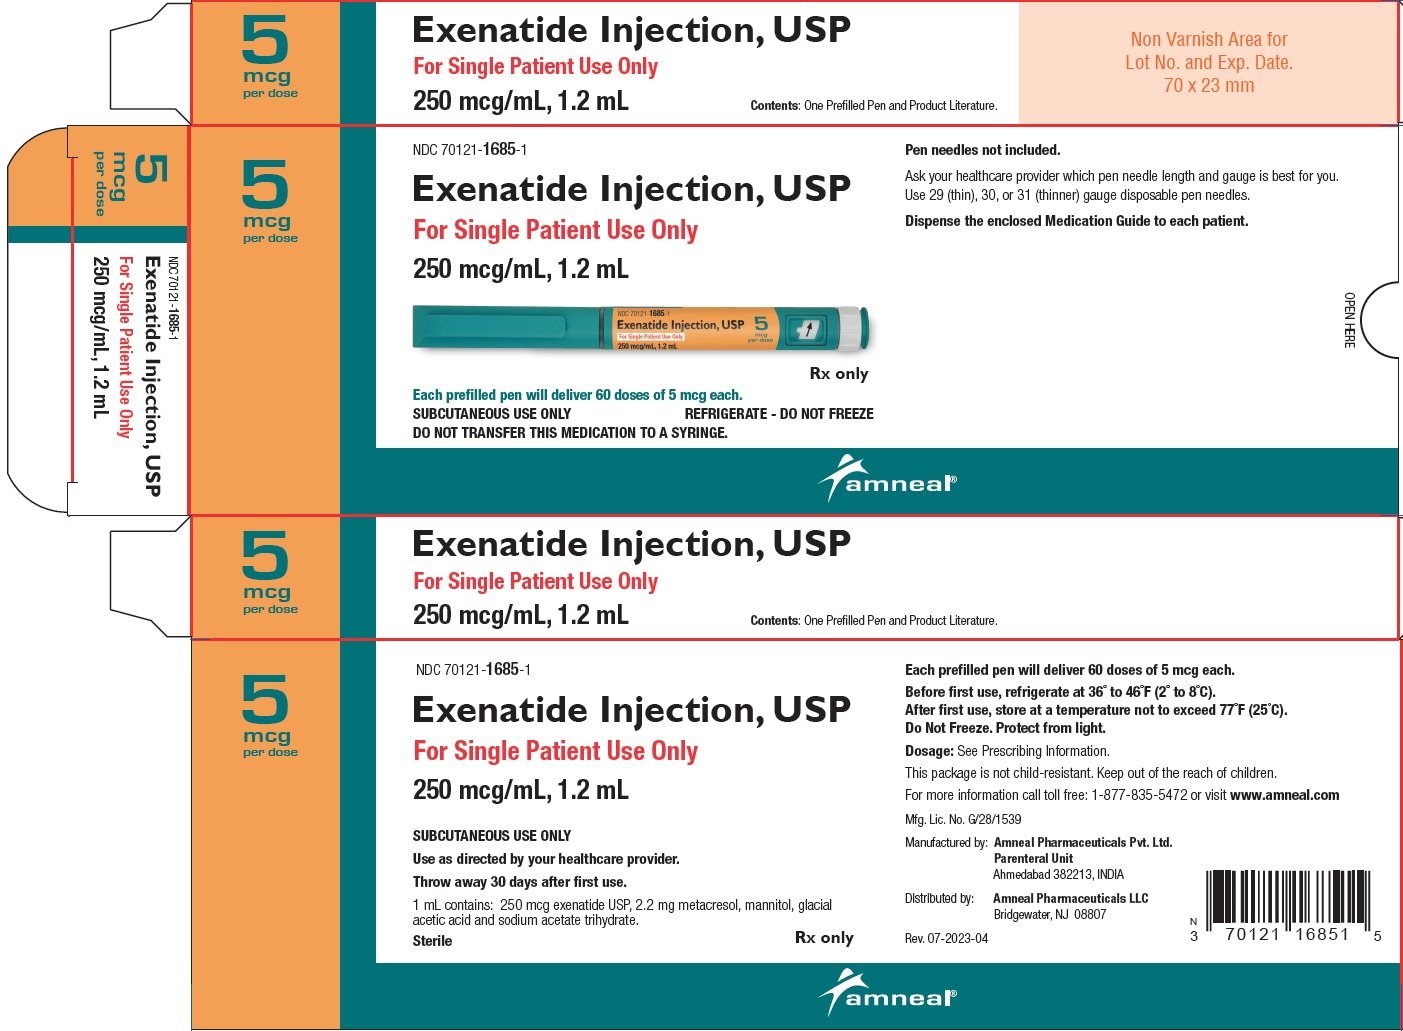 5
mcg
per dose
Exenatide Injection, USP
For Single Patient Use Only
250 mcg/mL, 1.2 mL
Contents: One Prefilled Pen and Product Literature.
Non Varnish Area for
Lot No. and Exp. Date.
70 x 23 mm
5
mcg
per dose
NDC 70121-1685-1
Exenatide Injection, USP
For Single Patient Use Only
250 mcg/mL, 1.2 mL
5
mcg
per dose
NDC 70121-1685-1
Exenatide Injection, USP
For Single Patient Use Only
250 mcg/mL, 1.2 mL
NDC 70121-1685-1
Exenatide Injection, USP
For Single Patient Use Only
250 mcg/mL, 1.2 mL
5
mcg
per dose
Rx only
Each prefilled pen will deliver 60 doses of 5 mcg each.
SUBCUTANEOUS USE ONLY REFRIGERATE - DO NOT FREEZE
DO NOT TRANSFER THIS MEDICATION TO A SYRINGE.
Pen needles not included.
Ask your healthcare provider which pen needle length and gauge is best for you.
Use 29 (thin), 30, or 31 (thinner) gauge disposable pen needles.
Dispense the enclosed Medication Guide to each patient.
OPEN HERE
amneal®
5
mcg
per dose
Exenatide Injection, USP
For Single Patient Use Only
250 mcg/mL, 1.2 mL
Contents: One Prefilled Pen and Product Literature.
5
mcg
per dose
NDC 70121-1685-1
Exenatide Injection, USP
For Single Patient Use Only
250 mcg/mL, 1.2 mL
SUBCUTANEOUS USE ONLY
Use as directed by your healthcare provider.
Throw away 30 days after first use.
1 mL contains: 250 mcg exenatide USP, 2.2 mg metacresol, mannitol, glacial
acetic acid and sodium acetate trihydrate.
Sterile
Rx only
Each prefilled pen will deliver 60 doses of 5 mcg each.
Before first use, refrigerate at 36˚ to 46˚F (2˚ to 8˚C).
After first use, store at a temperature not to exceed 77˚F (25˚C).
Do Not Freeze. Protect from light.
Dosage: See Prescribing Information.
This package is not child-resistant. Keep out of the reach of children.
For more information call toll free: 1-877-835-5472 or visit www.amneal.com
Mfg. Lic. No. G/28/1539
Manufactured by: Amneal Pharmaceuticals Pvt. Ltd.
Parenteral Unit
Ahmedabad 382213, INDIA
Distributed by: Amneal Pharmaceuticals LLC
Bridgewater, NJ 08807
Rev. 07-2023-04
N
3 70121 16851 5
amneal®